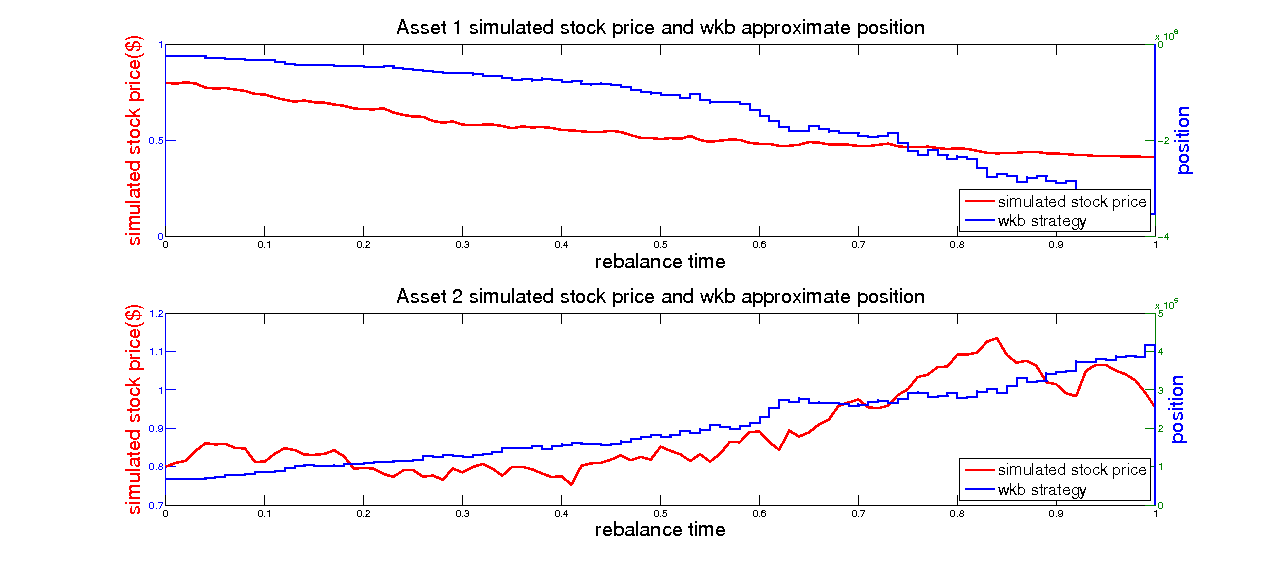 Asset 1 simulated stock price and wkb approximate position
simulated stock price($)
1
0.5
0
0
-2
-4
position
simulated stock price
wkb strategy
0 0.1 0.2 0.3 0.4 0.5 0.6 0.7 0.8 0.9 1
rebalance time
Asset 2 simulated stock price and wkb approximate position
simulated stock price($)
1.2
1.1
1
0.9
0.8
0.7
x 10
5
4
3
2
1
0
position
simulated stock price
wkb strategy
0 0.1 0.2 0.3 0.4 0.5 0.6 0.7 0.8 0.9 1
rebalance time